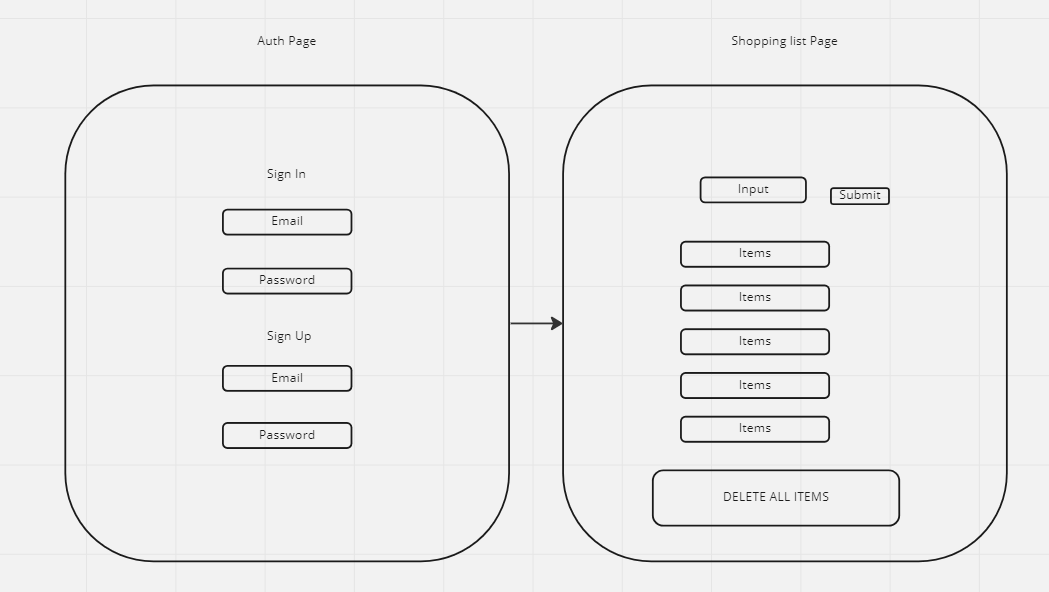 Auth Page
Sign In
Email
Password
Sign Up
Email
Password
Shopping list Page
Input
Submit
Items
Items
Items
Items
Items
DELETE ALL ITEMS